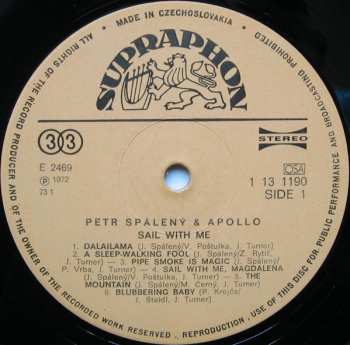 MADE IN CZECHOSLOVAKIA
ALL RIGHTS OF THE RECORD PRODUCER AND OF THE OWNER OF THE RECORDED WORK RESERVED . REPRODUCTION , USE OF THIS DISC FOR PUBLIC PERFORMANCE AND BROADCASTING PROHIBITED
SUPRAPHON
33
STEREO
E 2469
OSA
Ⓟ 1972
1 13 1190
73 1
SIDE 1
PETR SPÁLENÝ & APOLLO
SAIL WITH ME
1. DALAILAMA (J. Spálený/V. Poštulka, J. Turner)
2. A SLEEP-WALKING FOOL (J. Spálený/Z. Rytíř,
J. Turner) — 3. PIPE SMOKE IS MAGIC (J. Spálený/
P. Vrba, J. Turner) — 4. SAIL WITH ME, MAGDALENA
(J. Spálený/V. Poštulka, J. Turner) — 5. THE
MOUNTAIN (J. Spálený/M. Černý, J. Turner)
6. BLUBBERING BABY (P. Krejča/
J. Staidl, J. Turner)